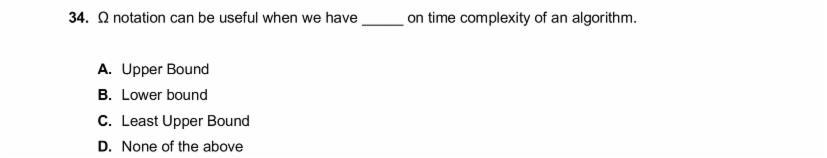 34. Ω notation can be useful when we have _____ on time complexity of an algorithm.
A. Upper Bound
B. Lower bound
C. Least Upper Bound
D. None of the above